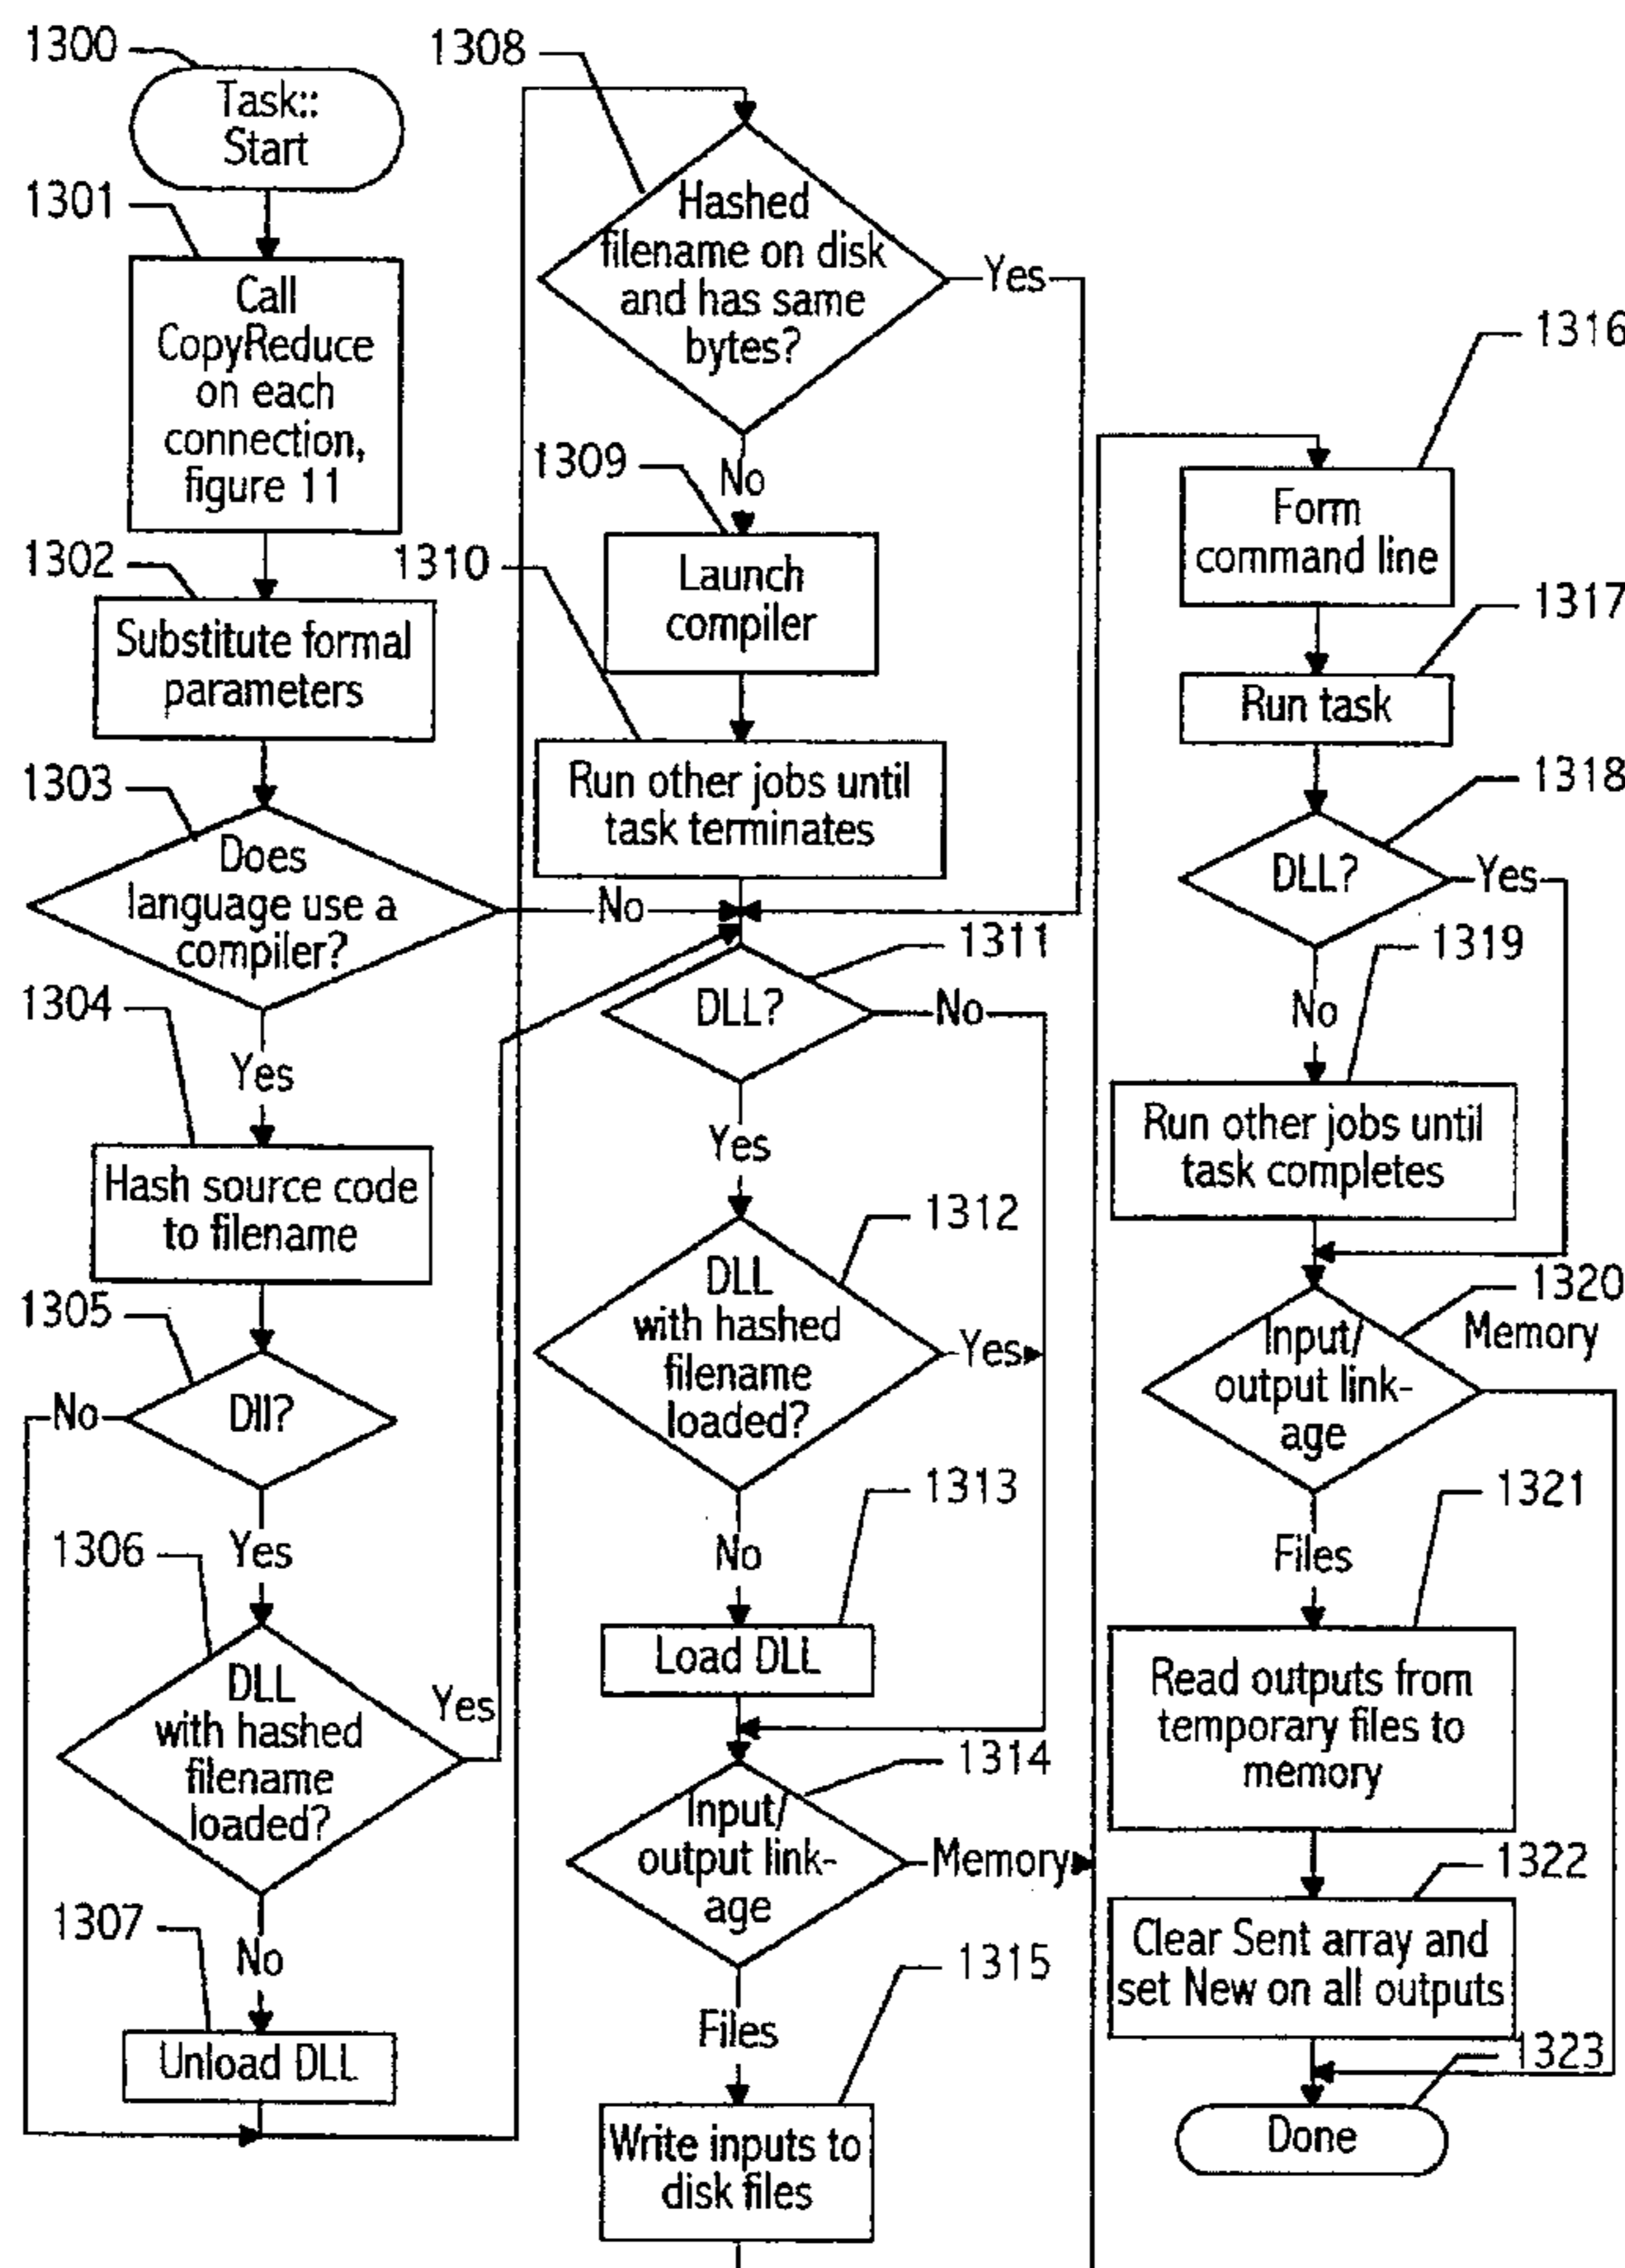 1300
Task::
Start
1301
Call
CopyReduce
on each
connection,
figure 11
1302
Substitute formal
parameters
1303
Does
language use a
compiler?
No
Yes
1304
Hash source code
to filename
1305
Dll?
No
Yes
1306
DLL
with hashed
filename
loaded?
Yes
No
1307
Unload DLL
1308
Hashed
filename on disk
and has same
bytes?
Yes
No
1309
Launch
compiler
1310
Run other jobs until
task terminates
1311
DLL?
No
Yes
1312
DLL
with hashed
filename
loaded?
Yes
No
1313
Load DLL
1314
Input/
output link-
age
Memory
Files
1315
Write inputs to
disk files
1316
Form
command line
1317
Run task
1318
DLL?
Yes
No
1319
Run other jobs until
task completes
1320
Input/
output link-
age
Memory
Files
1321
Read outputs from
temporary files to
memory
1322
Clear Sent array and
set New on all outputs
1323
Done